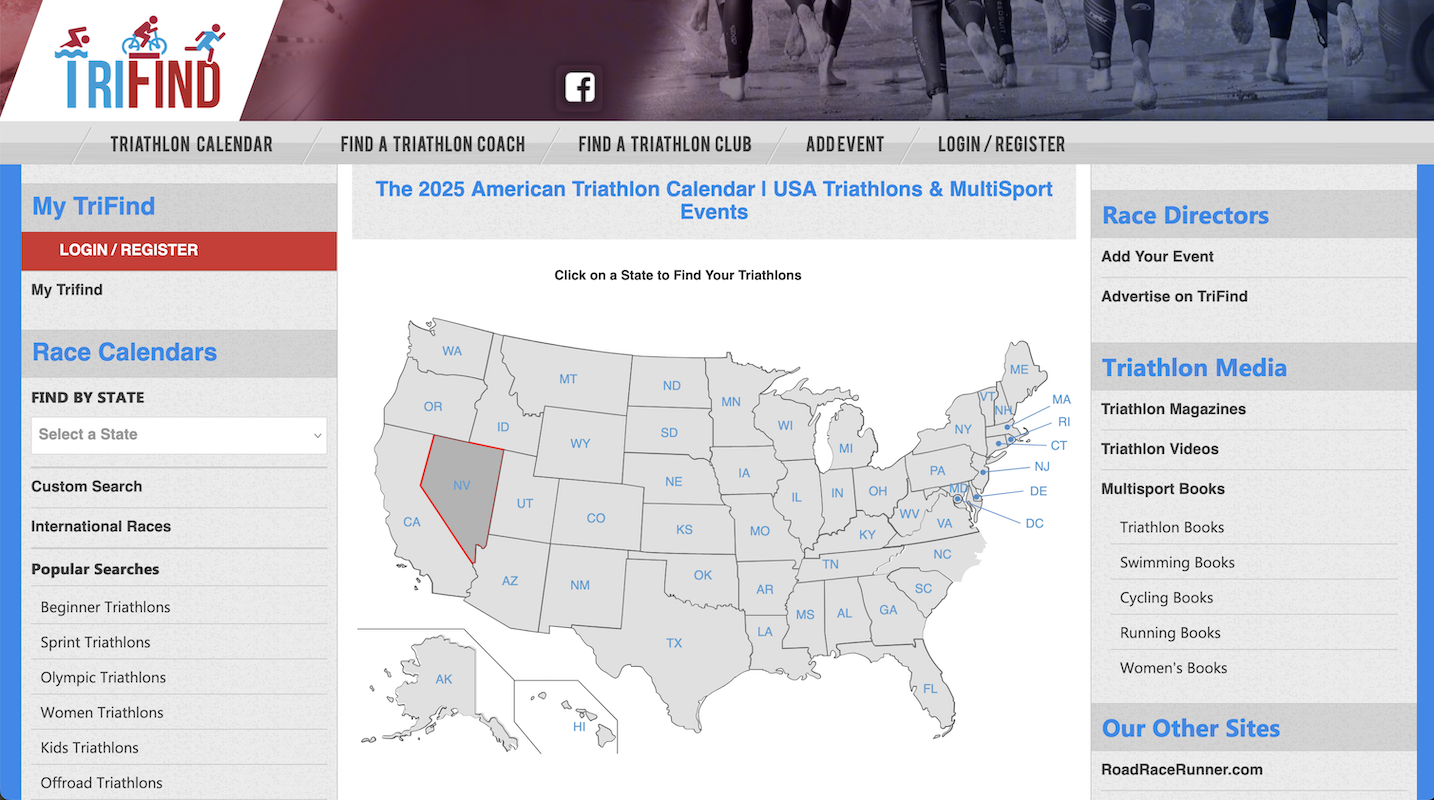 TRIFIND
TRIATHLON CALENDAR
FIND A TRIATHLON COACH
FIND A TRIATHLON CLUB
ADD EVENT
LOGIN / REGISTER
My TriFind
LOGIN / REGISTER
My Trifind
Race Calendars
FIND BY STATE
Select a State
Custom Search
International Races
Popular Searches
Beginner Triathlons
Sprint Triathlons
Olympic Triathlons
Women Triathlons
Kids Triathlons
Offroad Triathlons
The 2025 American Triathlon Calendar | USA Triathlons & MultiSport
Events
Click on a State to Find Your Triathlons
WA
MT
ND
MN
ME
VT
NH
MA
OR
ID
WY
SD
WI
MI
NY
RI
CT
NV
UT
CO
NE
IA
IL
IN
OH
PA
NJ
MD
DE
DC
CA
KS
MO
KY
WV
VA
AZ
NM
OK
AR
TN
NC
SC
TX
LA
MS
AL
GA
FL
AK
HI
Race Directors
Add Your Event
Advertise on TriFind
Triathlon Media
Triathlon Magazines
Triathlon Videos
Multisport Books
Triathlon Books
Swimming Books
Cycling Books
Running Books
Women's Books
Our Other Sites
RoadRaceRunner.com